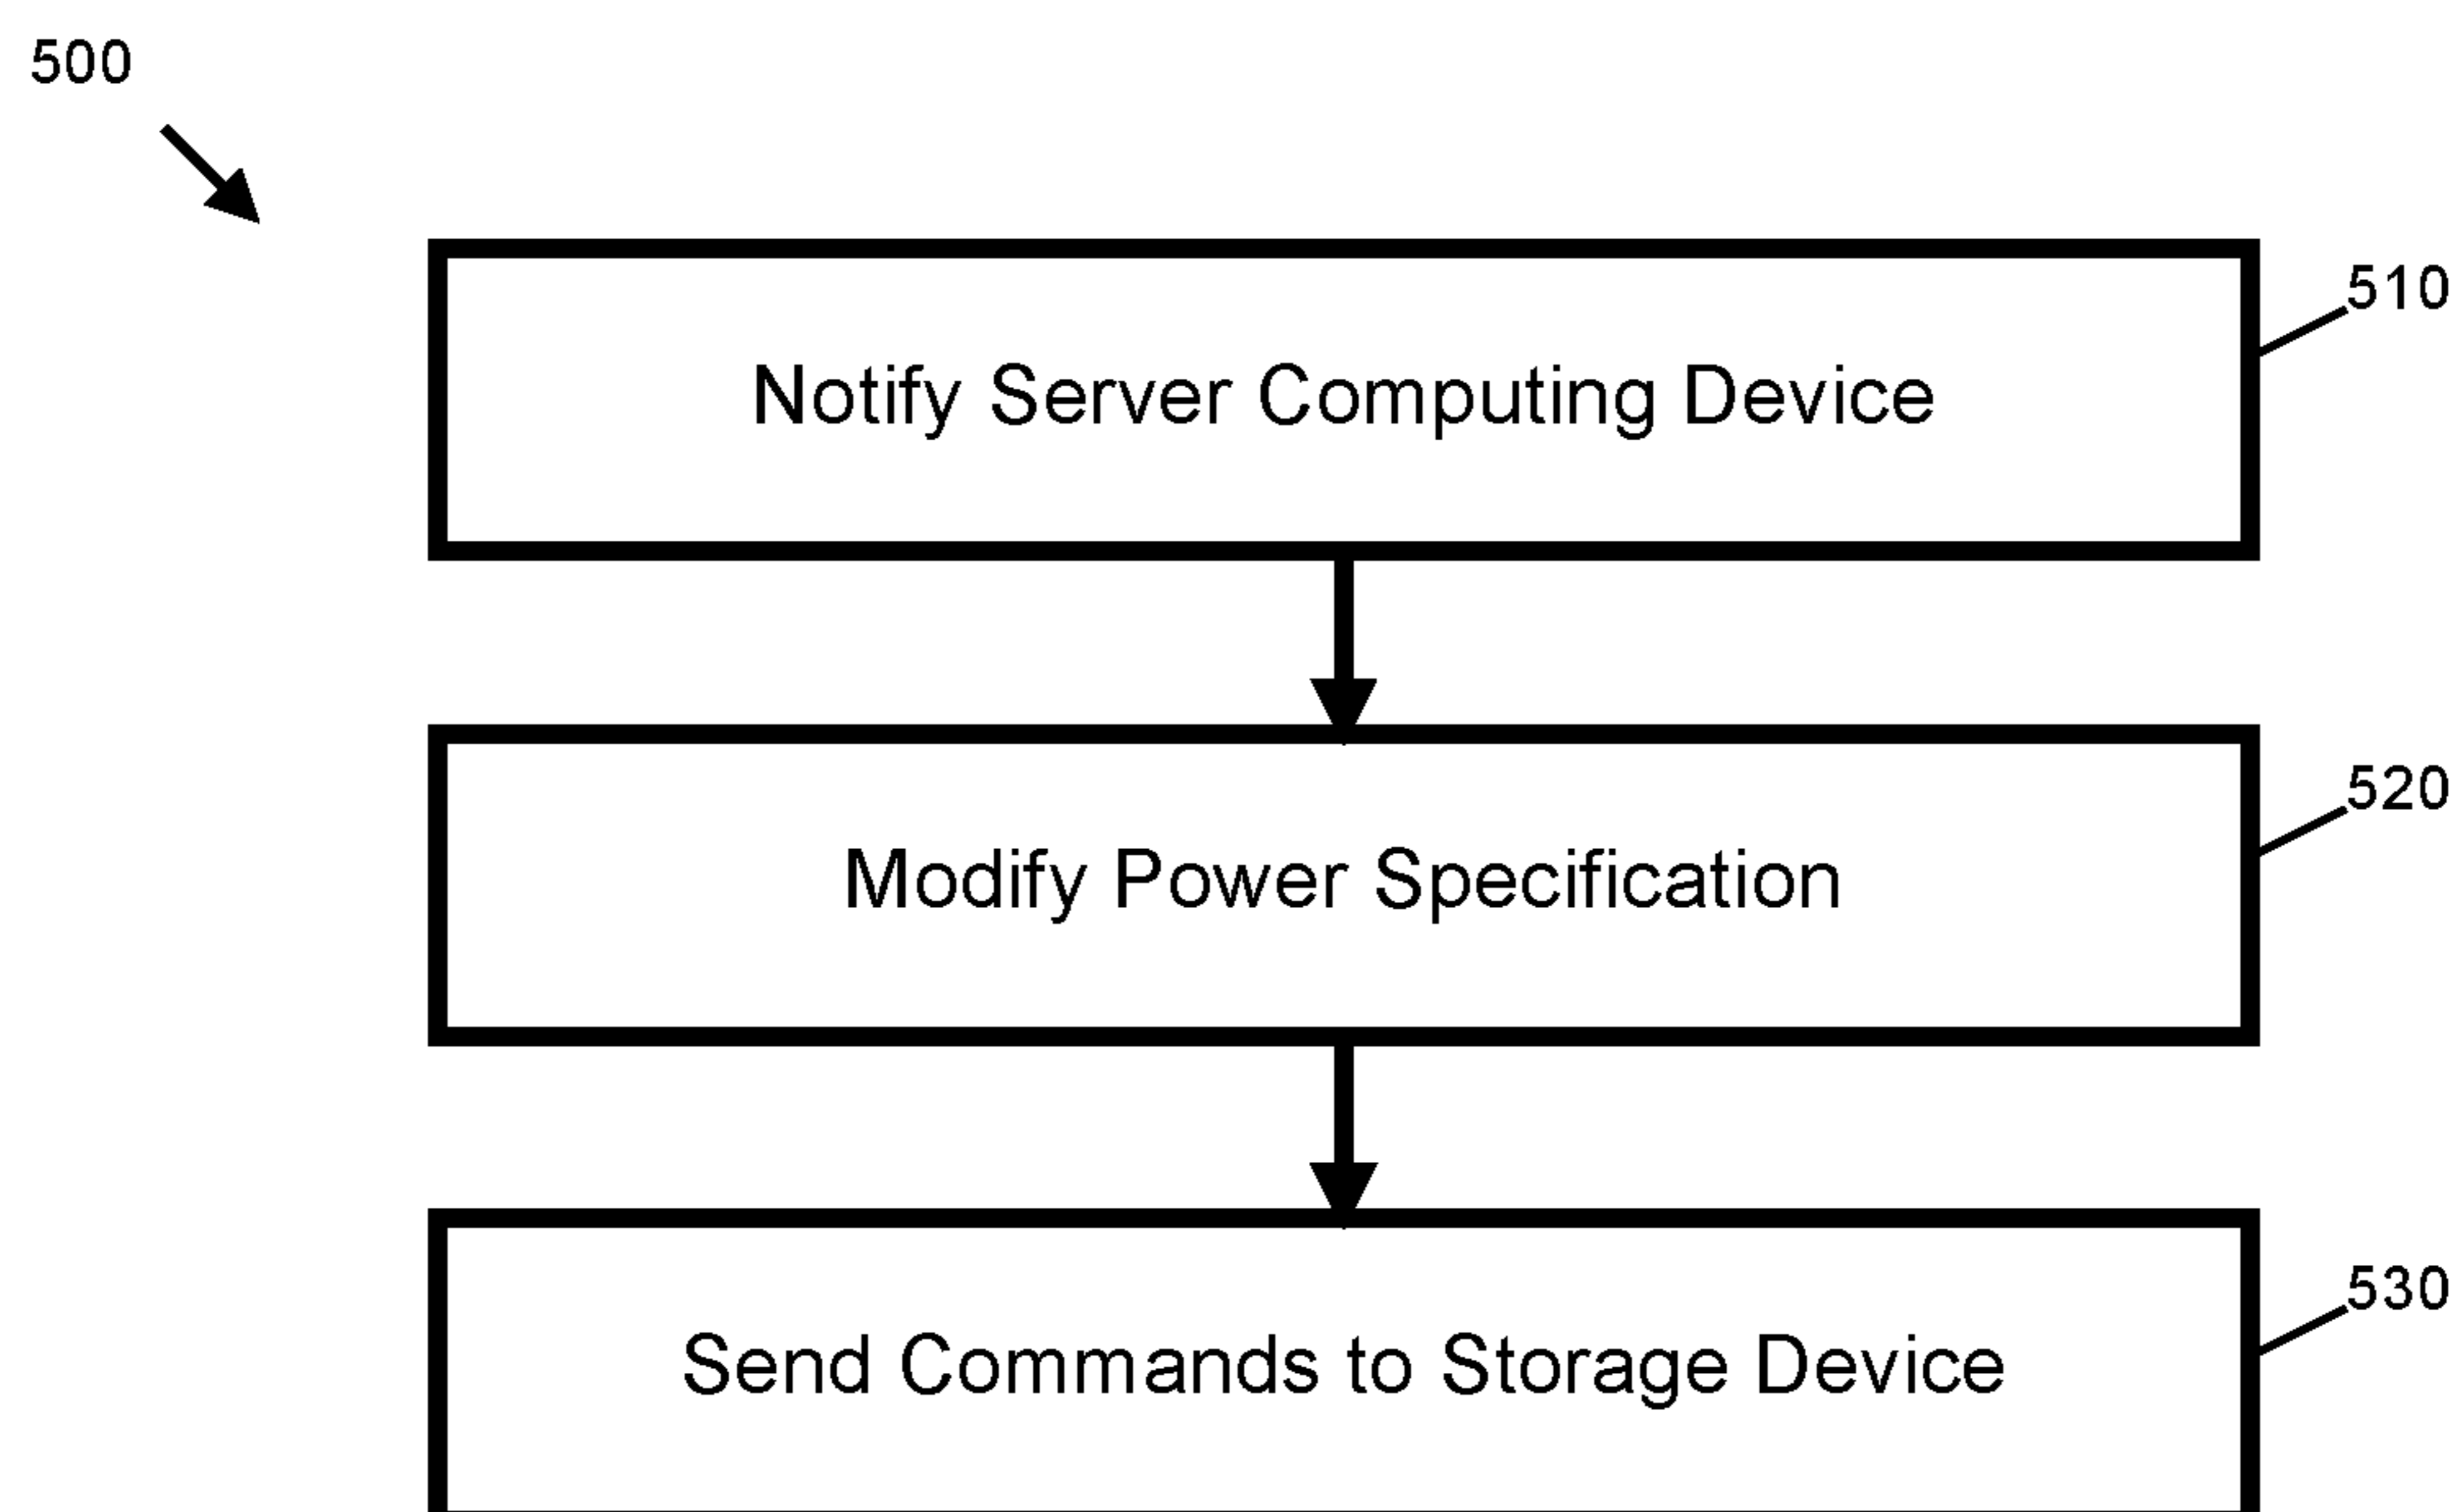 500
510
Notify Server Computing Device
520
Modify Power Specification
530
Send Commands to Storage Device